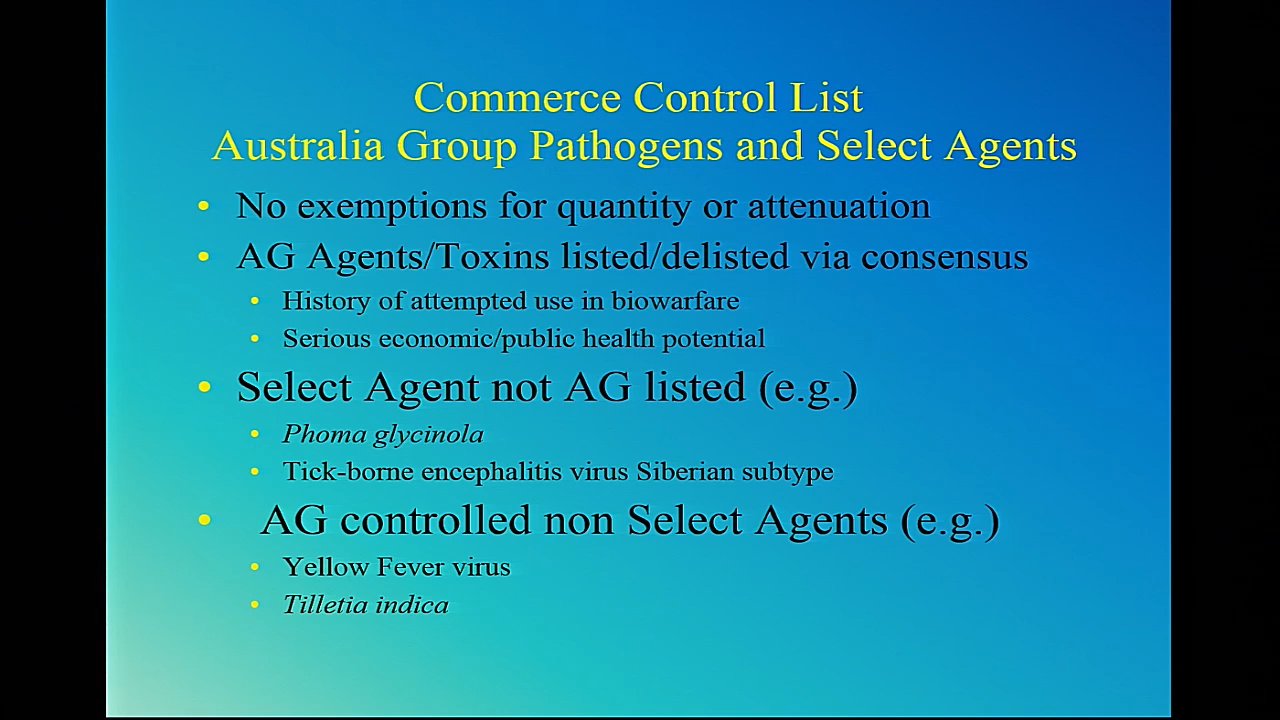 Commerce Control List
Australia Group Pathogens and Select Agents
• No exemptions for quantity or attenuation
• AG Agents/Toxins listed/delisted via consensus
• History of attempted use in biowarfare
• Serious economic/public health potential
• Select Agent not AG listed (e.g.)
• Phoma glycinola
• Tick-borne encephalitis virus Siberian subtype
• AG controlled non Select Agents (e.g.)
• Yellow Fever virus
• Tilletia indica